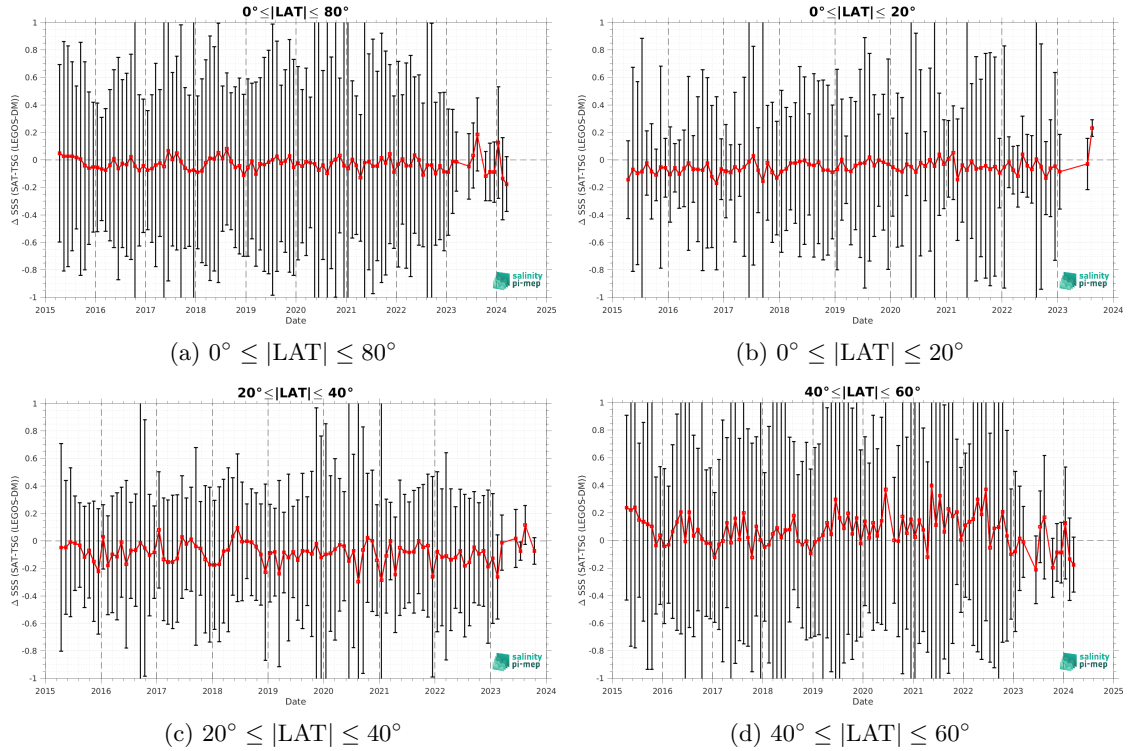 0°≤|LAT|≤ 80°
Δ SSS (SAT-TSG (LEGOS-DM))
1
0.8
0.6
0.4
0.2
0
-0.2
-0.4
-0.6
-0.8
-1
2015 2016 2017 2018 2019 2020 2021 2022 2023 2024 2025
Date
salinity
pi-mep
(a) 0° ≤ |LAT| ≤ 80°
0°≤|LAT|≤ 20°
Δ SSS (SAT-TSG (LEGOS-DM))
1
0.8
0.6
0.4
0.2
0
-0.2
-0.4
-0.6
-0.8
-1
2015 2016 2017 2018 2019 2020 2021 2022 2023 2024
Date
salinity
pi-mep
(b) 0° ≤ |LAT| ≤ 20°
20°≤|LAT|≤ 40°
Δ SSS (SAT-TSG (LEGOS-DM))
1
0.8
0.6
0.4
0.2
0
-0.2
-0.4
-0.6
-0.8
-1
2015 2016 2017 2018 2019 2020 2021 2022 2023 2024
Date
salinity
pi-mep
(c) 20° ≤ |LAT| ≤ 40°
40°≤|LAT|≤ 60°
Δ SSS (SAT-TSG (LEGOS-DM))
1
0.8
0.6
0.4
0.2
0
-0.2
-0.4
-0.6
-0.8
-1
2015 2016 2017 2018 2019 2020 2021 2022 2023 2024 2025
Date
salinity
pi-mep
(d) 40° ≤ |LAT| ≤ 60°